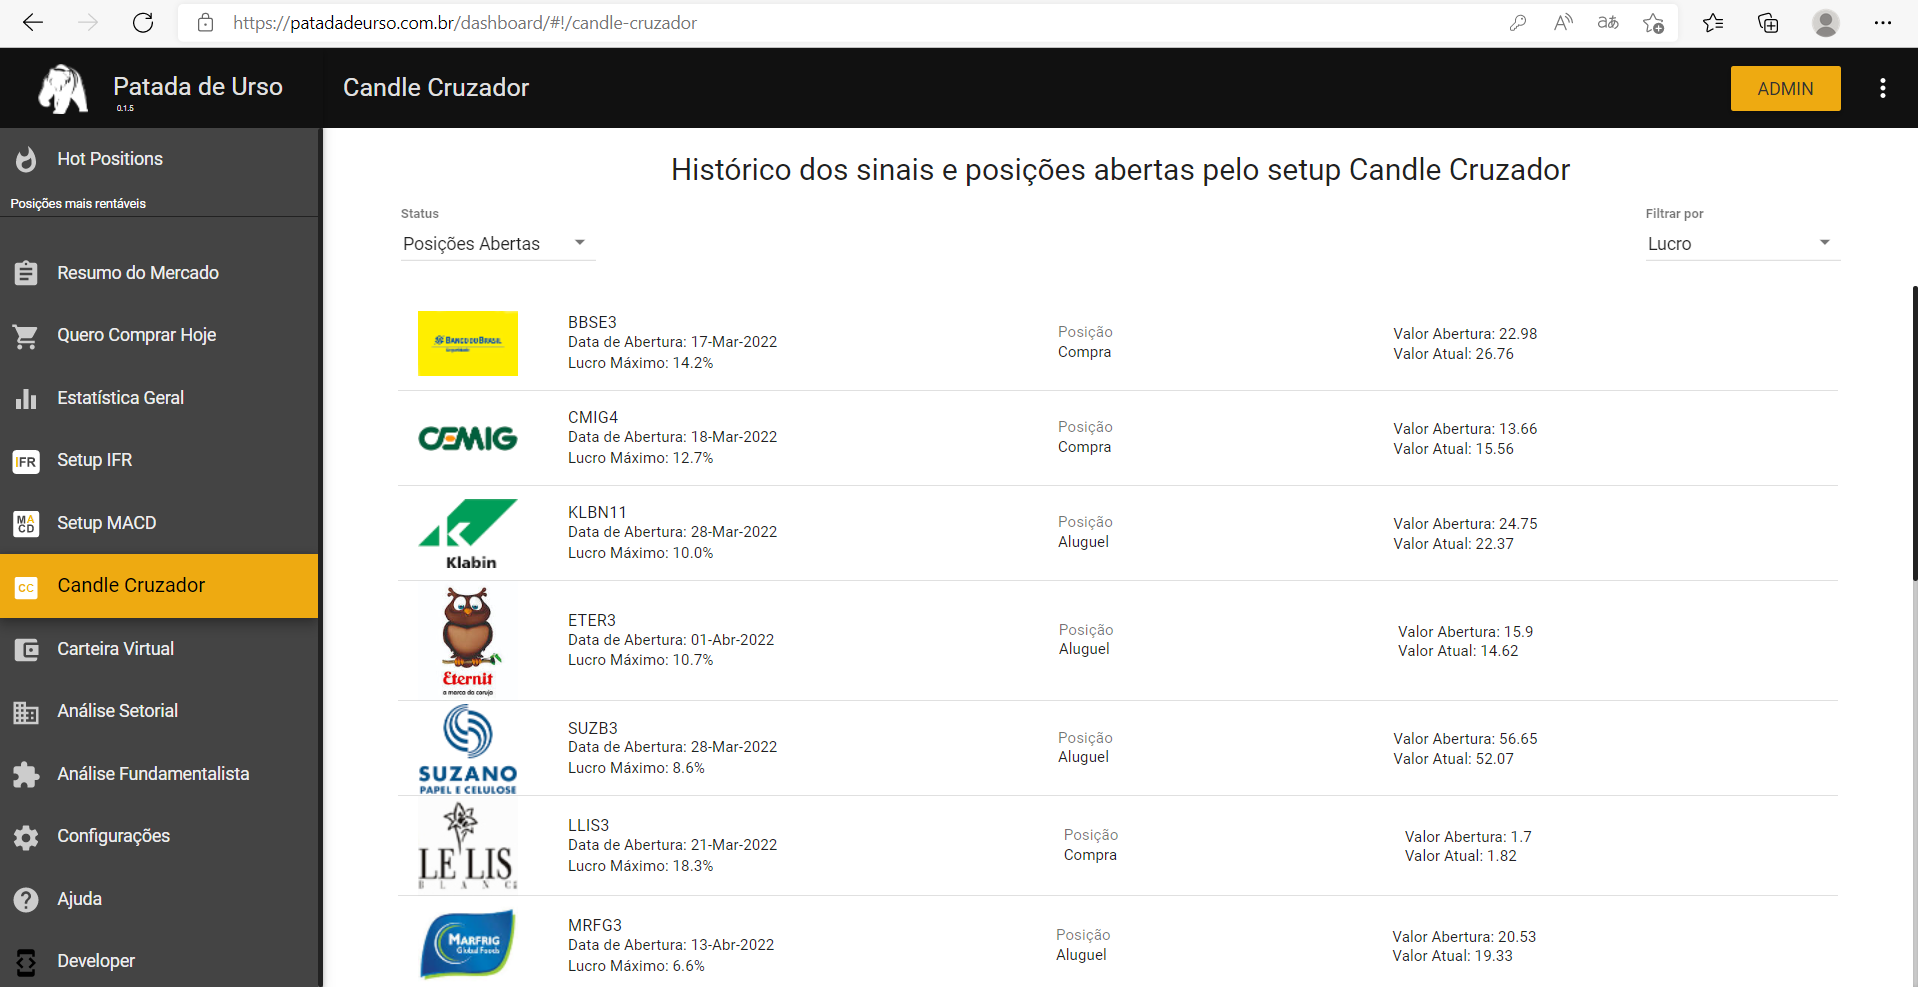 https://patadadeurso.com.br/dashboard/#!/candle-cruzador
Patada de Urso
0.1.5
Candle Cruzador
ADMIN
Hot Positions
Posições mais rentáveis
Resumo do Mercado
Quero Comprar Hoje
Estatística Geral
IFR
Setup IFR
MACD
Setup MACD
CC
Candle Cruzador
Carteira Virtual
Análise Setorial
Análise Fundamentalista
Configurações
Ajuda
Developer
Histórico dos sinais e posições abertas pelo setup Candle Cruzador
Status
Posições Abertas
Filtrar por
Lucro
BANCO DO BRASIL
BBSE3
Data de Abertura: 17-Mar-2022
Lucro Máximo: 14.2%
Posição
Compra
Valor Abertura: 22.98
Valor Atual: 26.76
CEMIG
CMIG4
Data de Abertura: 18-Mar-2022
Lucro Máximo: 12.7%
Posição
Compra
Valor Abertura: 13.66
Valor Atual: 15.56
Klabin
KLBN11
Data de Abertura: 28-Mar-2022
Lucro Máximo: 10.0%
Posição
Aluguel
Valor Abertura: 24.75
Valor Atual: 22.37
Eternit
a marca da coruja
ETER3
Data de Abertura: 01-Abr-2022
Lucro Máximo: 10.7%
Posição
Aluguel
Valor Abertura: 15.9
Valor Atual: 14.62
SUZANO
PAPEL E CELULOSE
SUZB3
Data de Abertura: 28-Mar-2022
Lucro Máximo: 8.6%
Posição
Aluguel
Valor Abertura: 56.65
Valor Atual: 52.07
LE LIS
BLANC
LLIS3
Data de Abertura: 21-Mar-2022
Lucro Máximo: 18.3%
Posição
Compra
Valor Abertura: 1.7
Valor Atual: 1.82
MARFRIG
Global Foods
MRFG3
Data de Abertura: 13-Abr-2022
Lucro Máximo: 6.6%
Posição
Aluguel
Valor Abertura: 20.53
Valor Atual: 19.33